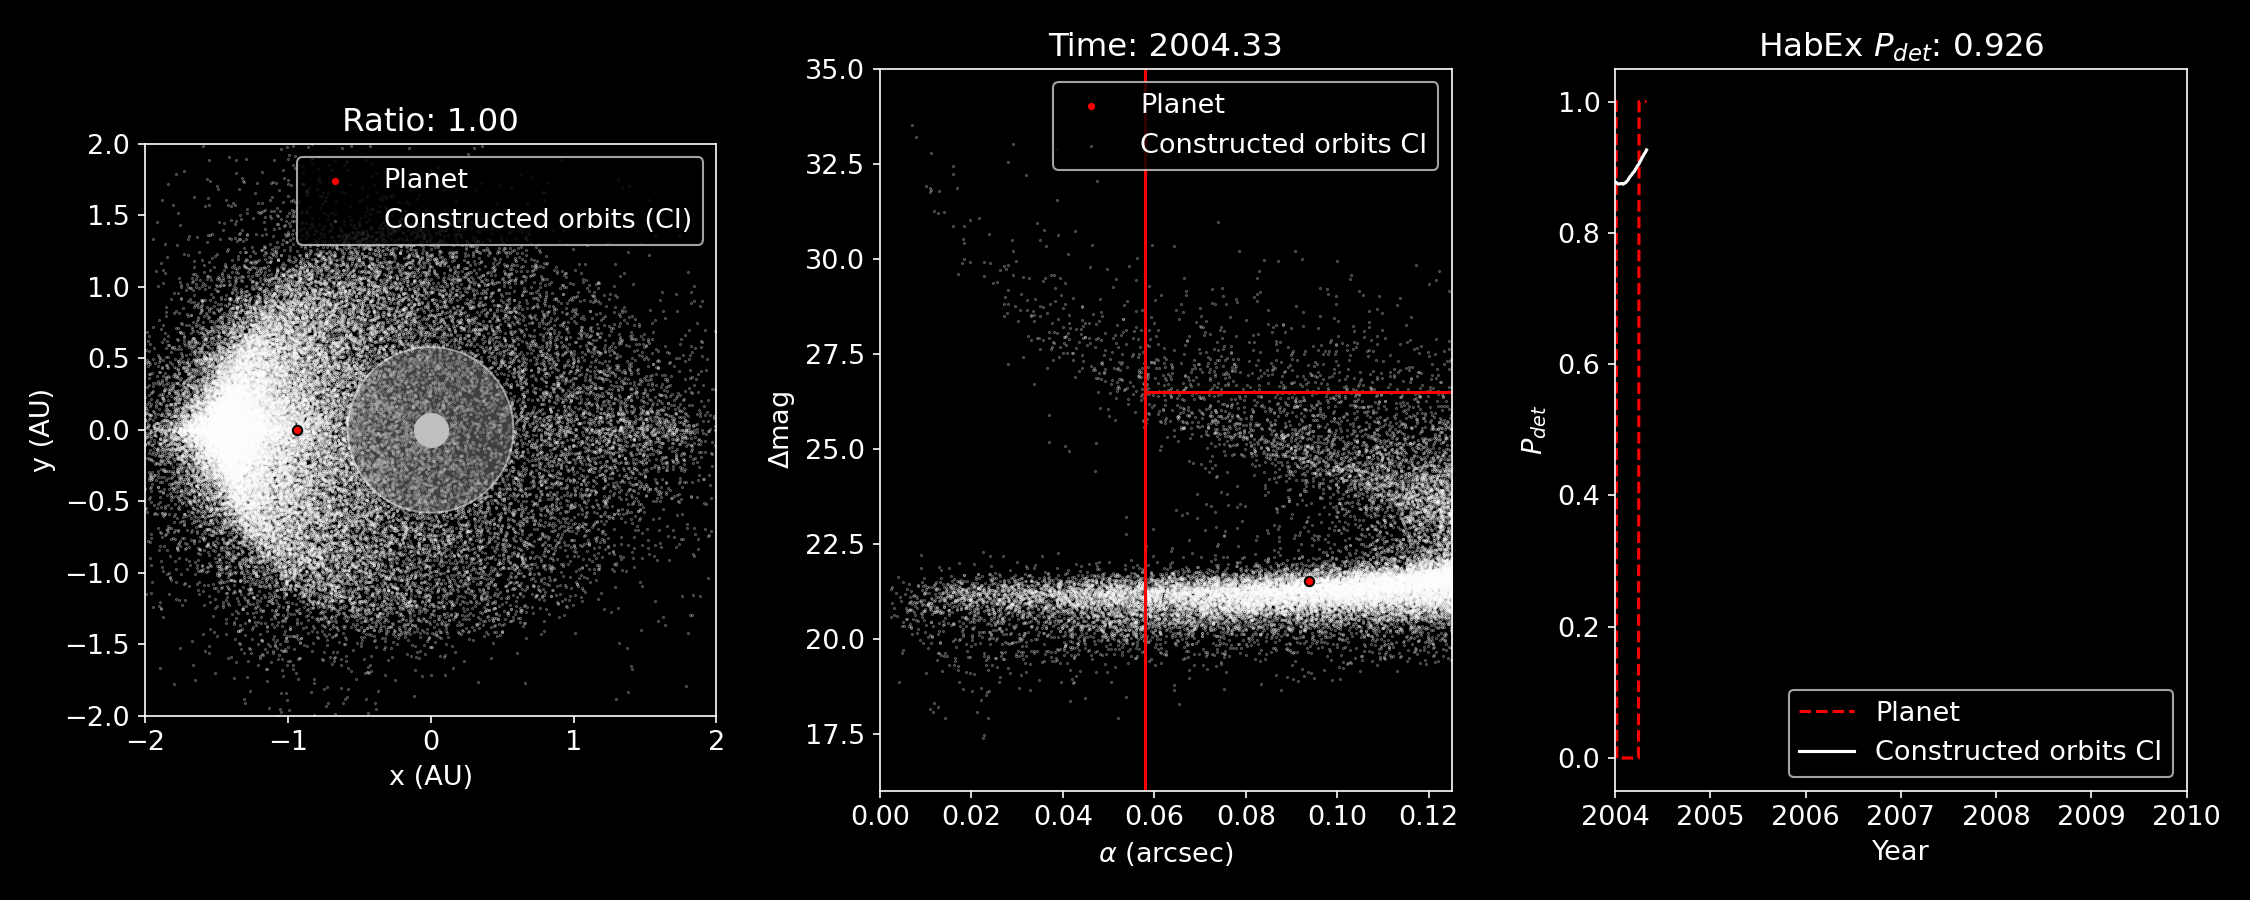 Ratio: 1.00
2.0
1.5
1.0
0.5
0.0
−0.5
−1.0
−1.5
−2.0
y (AU)
−2 −1 0 1 2
x (AU)
Planet
Constructed orbits (CI)
Time: 2004.33
35.0
32.5
30.0
27.5
25.0
22.5
20.0
17.5
Δmag
0.00 0.02 0.04 0.06 0.08 0.10 0.12
α (arcsec)
Planet
Constructed orbits CI
HabEx P_det: 0.926
1.0
0.8
0.6
0.4
0.2
0.0
P_det
2004 2005 2006 2007 2008 2009 2010
Year
Planet
Constructed orbits CI